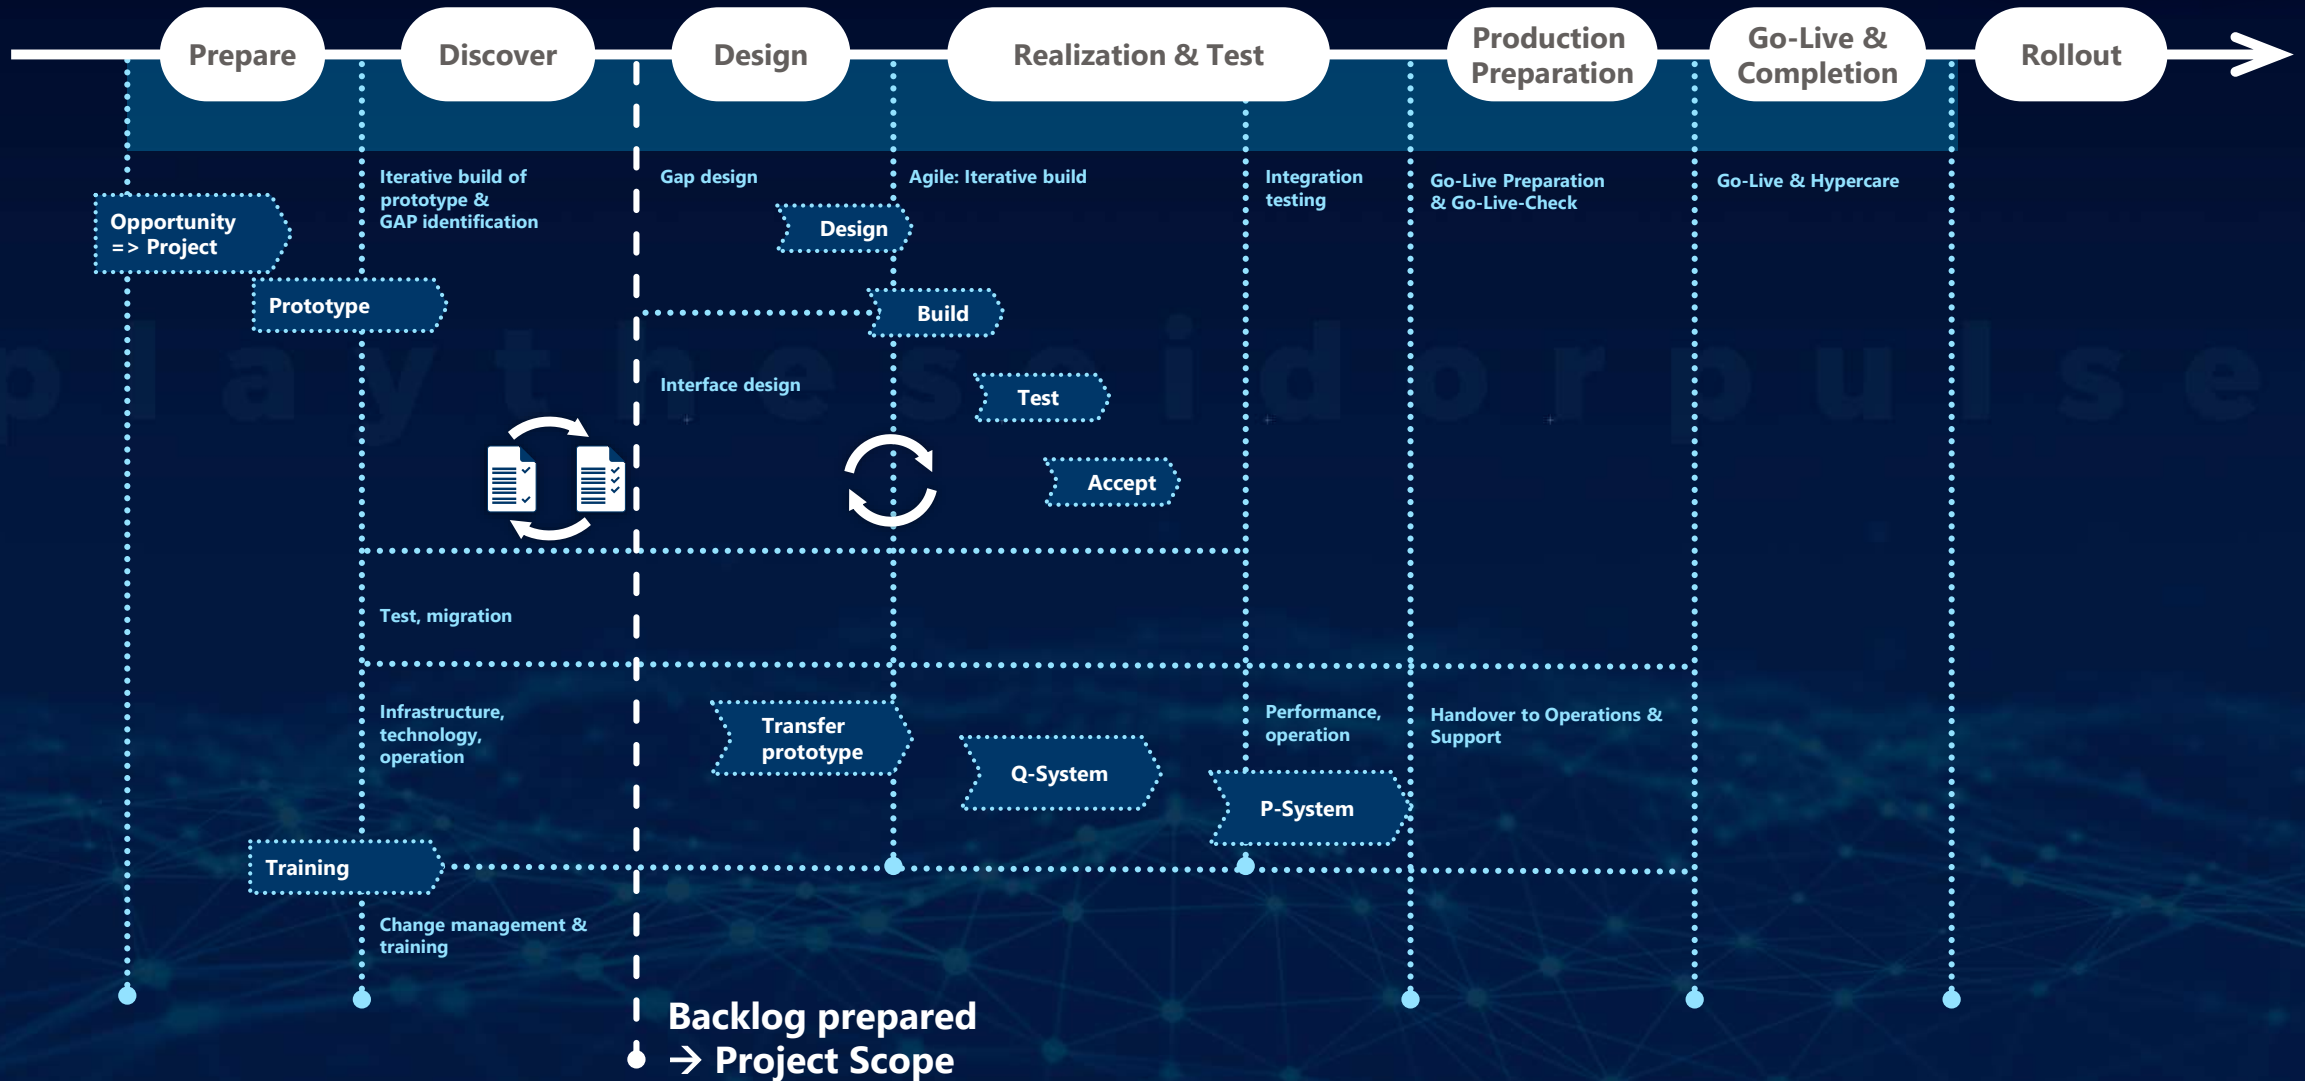 Prepare
Discover
Design
Realization & Test
Production
Preparation
Go-Live &
Completion
Rollout
Opportunity
=> Project
Prototype
Iterative build of
prototype &
GAP identification
Gap design
Design
Agile: Iterative build
Build
Interface design
Test
Accept
Integration
testing
Go-Live Preparation
& Go-Live-Check
Go-Live & Hypercare
playtheseidorpulse
Test, migration
Infrastructure,
technology,
operation
Transfer
prototype
Q-System
Performance,
operation
P-System
Handover to Operations &
Support
Training
Change management &
training
Backlog prepared
→ Project Scope